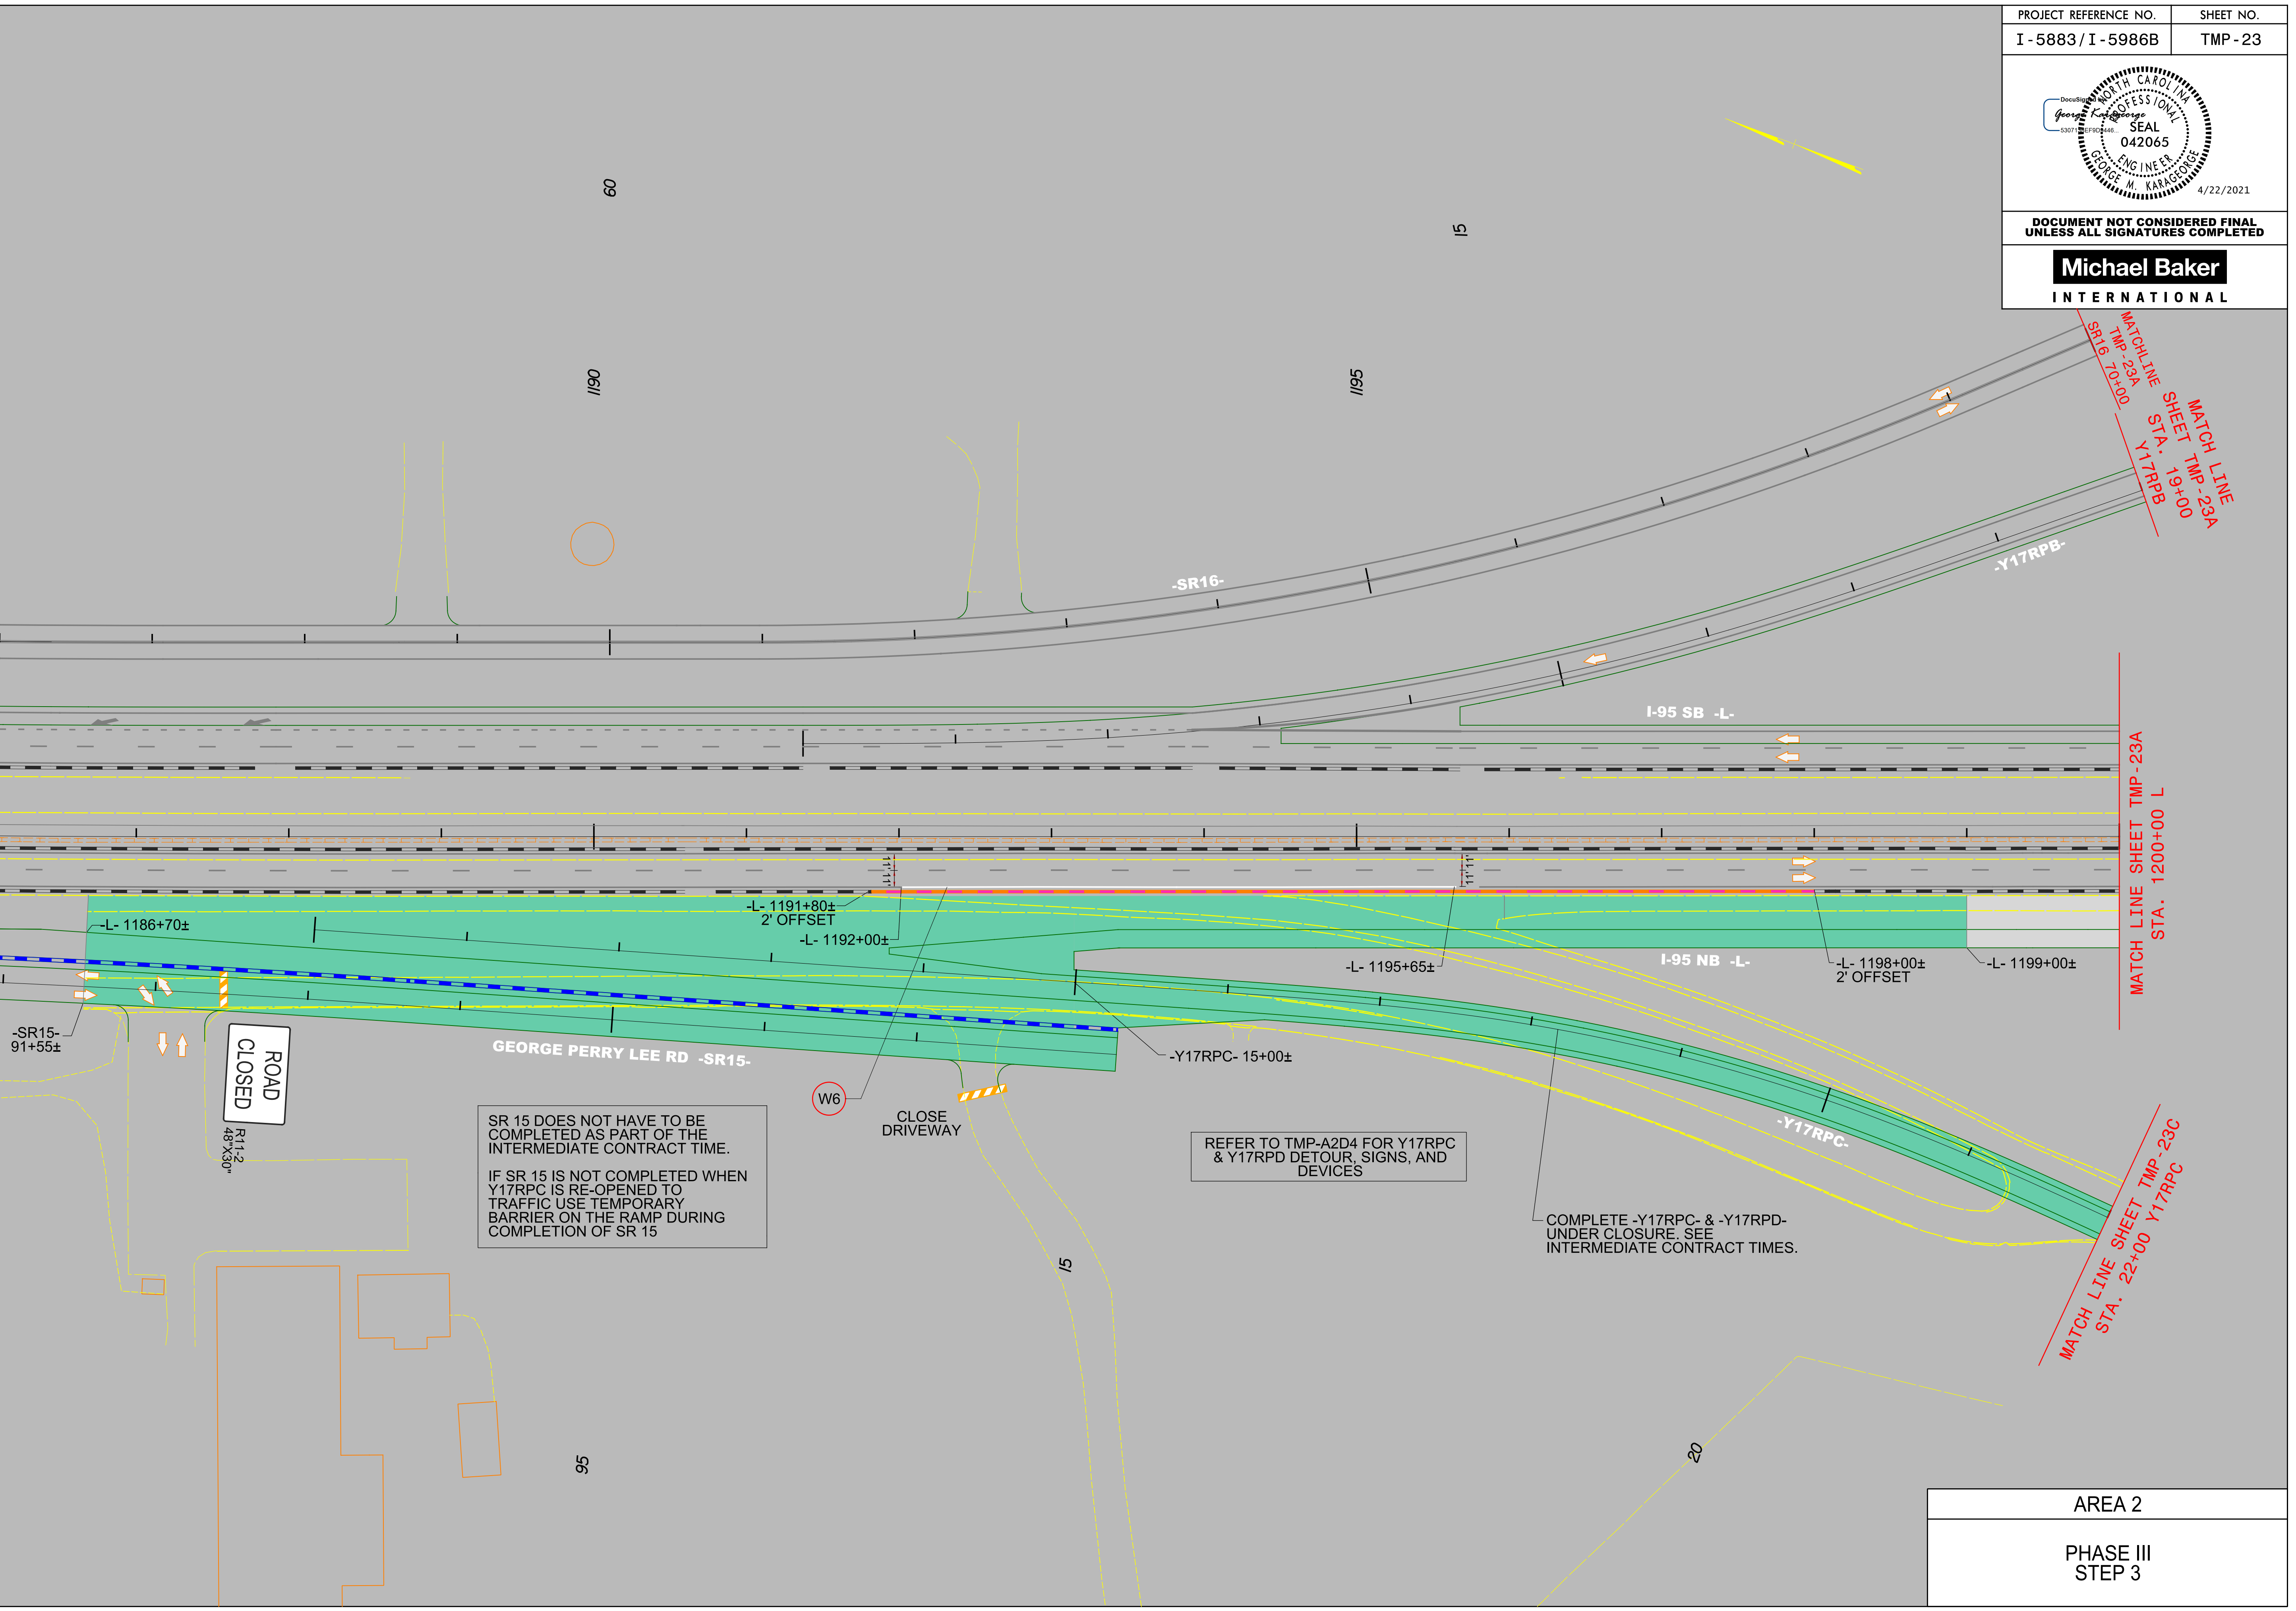 PROJECT REFERENCE NO.
SHEET NO.
I-5883/I-5986B
TMP-23
NORTH CAROLINA
PROFESSIONAL
SEAL
042065
ENGINEER
GEORGE M. KARAGEORGE
George Karageorge
4/22/2021
DOCUMENT NOT CONSIDERED FINAL
UNLESS ALL SIGNATURES COMPLETED
Michael Baker
INTERNATIONAL
60
15
1190
1195
MATCHLINE SHEET
TMP-23A STA.
SR16 70+00
MATCH LINE
SHEET TMP-23A
STA. 19+00
Y17RPB
-SR16-
-Y17RPB-
I-95 SB -L-
MATCH LINE SHEET TMP-23A
STA. 1200+00 L
11 11
11 11
-L- 1186+70±
-L- 1191+80±
2' OFFSET
-L- 1192+00±
-L- 1195+65±
I-95 NB -L-
-L- 1198+00±
2' OFFSET
-L- 1199+00±
-SR15-
91+55±
ROAD
CLOSED
R11-2
48"X30"
GEORGE PERRY LEE RD -SR15-
-Y17RPC- 15+00±
W6
CLOSE
DRIVEWAY
SR 15 DOES NOT HAVE TO BE
COMPLETED AS PART OF THE
INTERMEDIATE CONTRACT TIME.
IF SR 15 IS NOT COMPLETED WHEN
Y17RPC IS RE-OPENED TO
TRAFFIC USE TEMPORARY
BARRIER ON THE RAMP DURING
COMPLETION OF SR 15
REFER TO TMP-A2D4 FOR Y17RPC
& Y17RPD DETOUR, SIGNS, AND
DEVICES
-Y17RPC-
COMPLETE -Y17RPC- & -Y17RPD-
UNDER CLOSURE. SEE
INTERMEDIATE CONTRACT TIMES.
MATCH LINE SHEET TMP-23C
STA. 22+00 Y17RPC
15
95
20
AREA 2
PHASE III
STEP 3